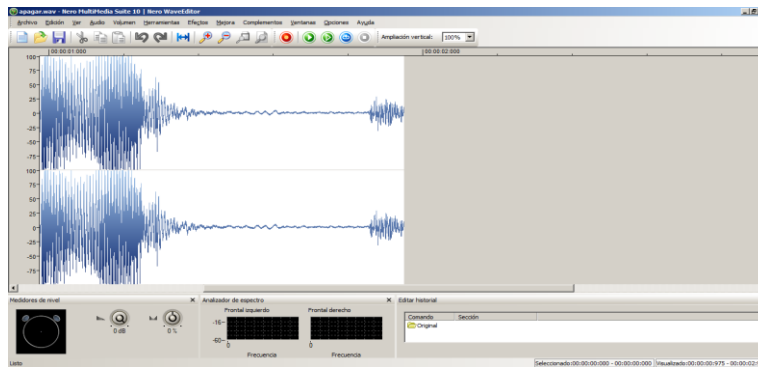 apagar.wav - Nero MultiMedia Suite 10 | Nero WaveEditor
Archivo Edición Ver Audio Volumen Herramientas Efectos Mejora Complementos Ventanas Opciones Ayuda
Ampliación vertical: 100%
00:00:01:000 00:00:02:000
100
75
50
25
0
-25
-50
-75
100
75
50
25
0
-25
-50
-75
Medidores de nivel
0 dB 0 %
Analizador de espectro
Frontal izquierdo Frontal derecho
-16
-60
0 0
Frecuencia Frecuencia
Editar historial
Comando Sección
Original
Listo
Seleccionado:00:00:00:000 - 00:00:00:000 Visualizado:00:00:00:975 - 00:00:02: